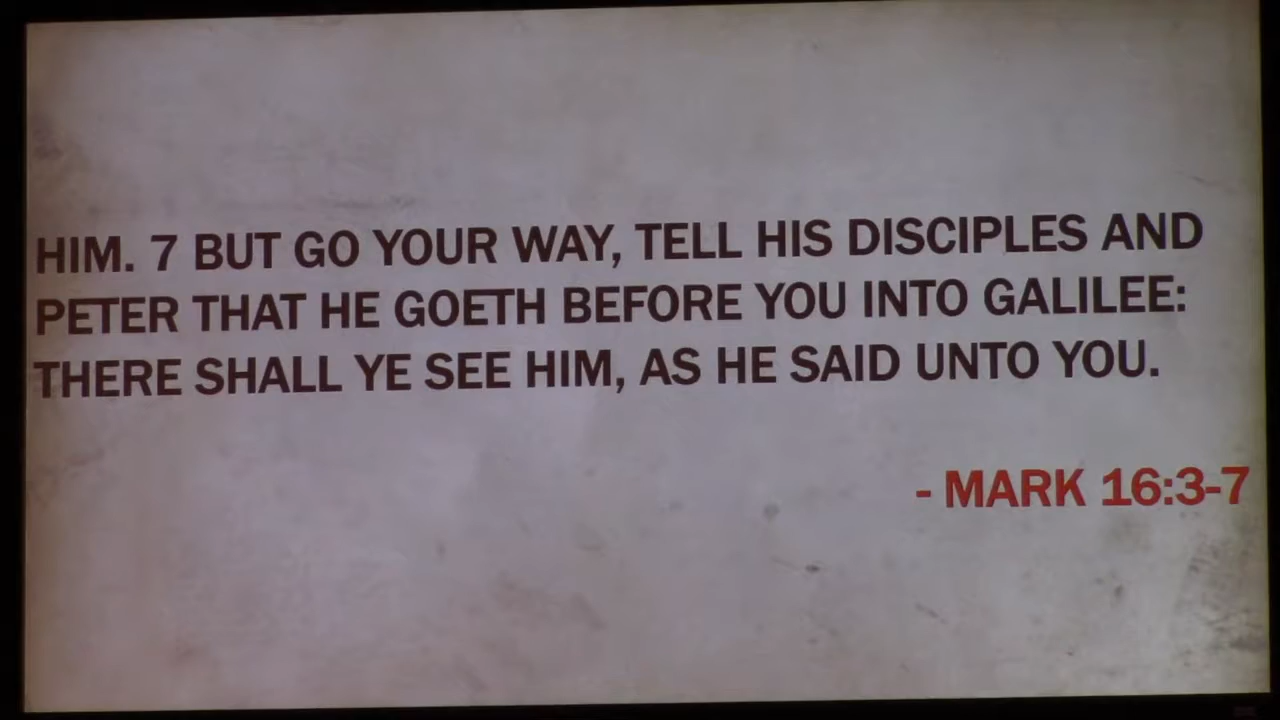 HIM. 7 BUT GO YOUR WAY, TELL HIS DISCIPLES AND
PETER THAT HE GOETH BEFORE YOU INTO GALILEE:
THERE SHALL YE SEE HIM, AS HE SAID UNTO YOU.
- MARK 16:3-7